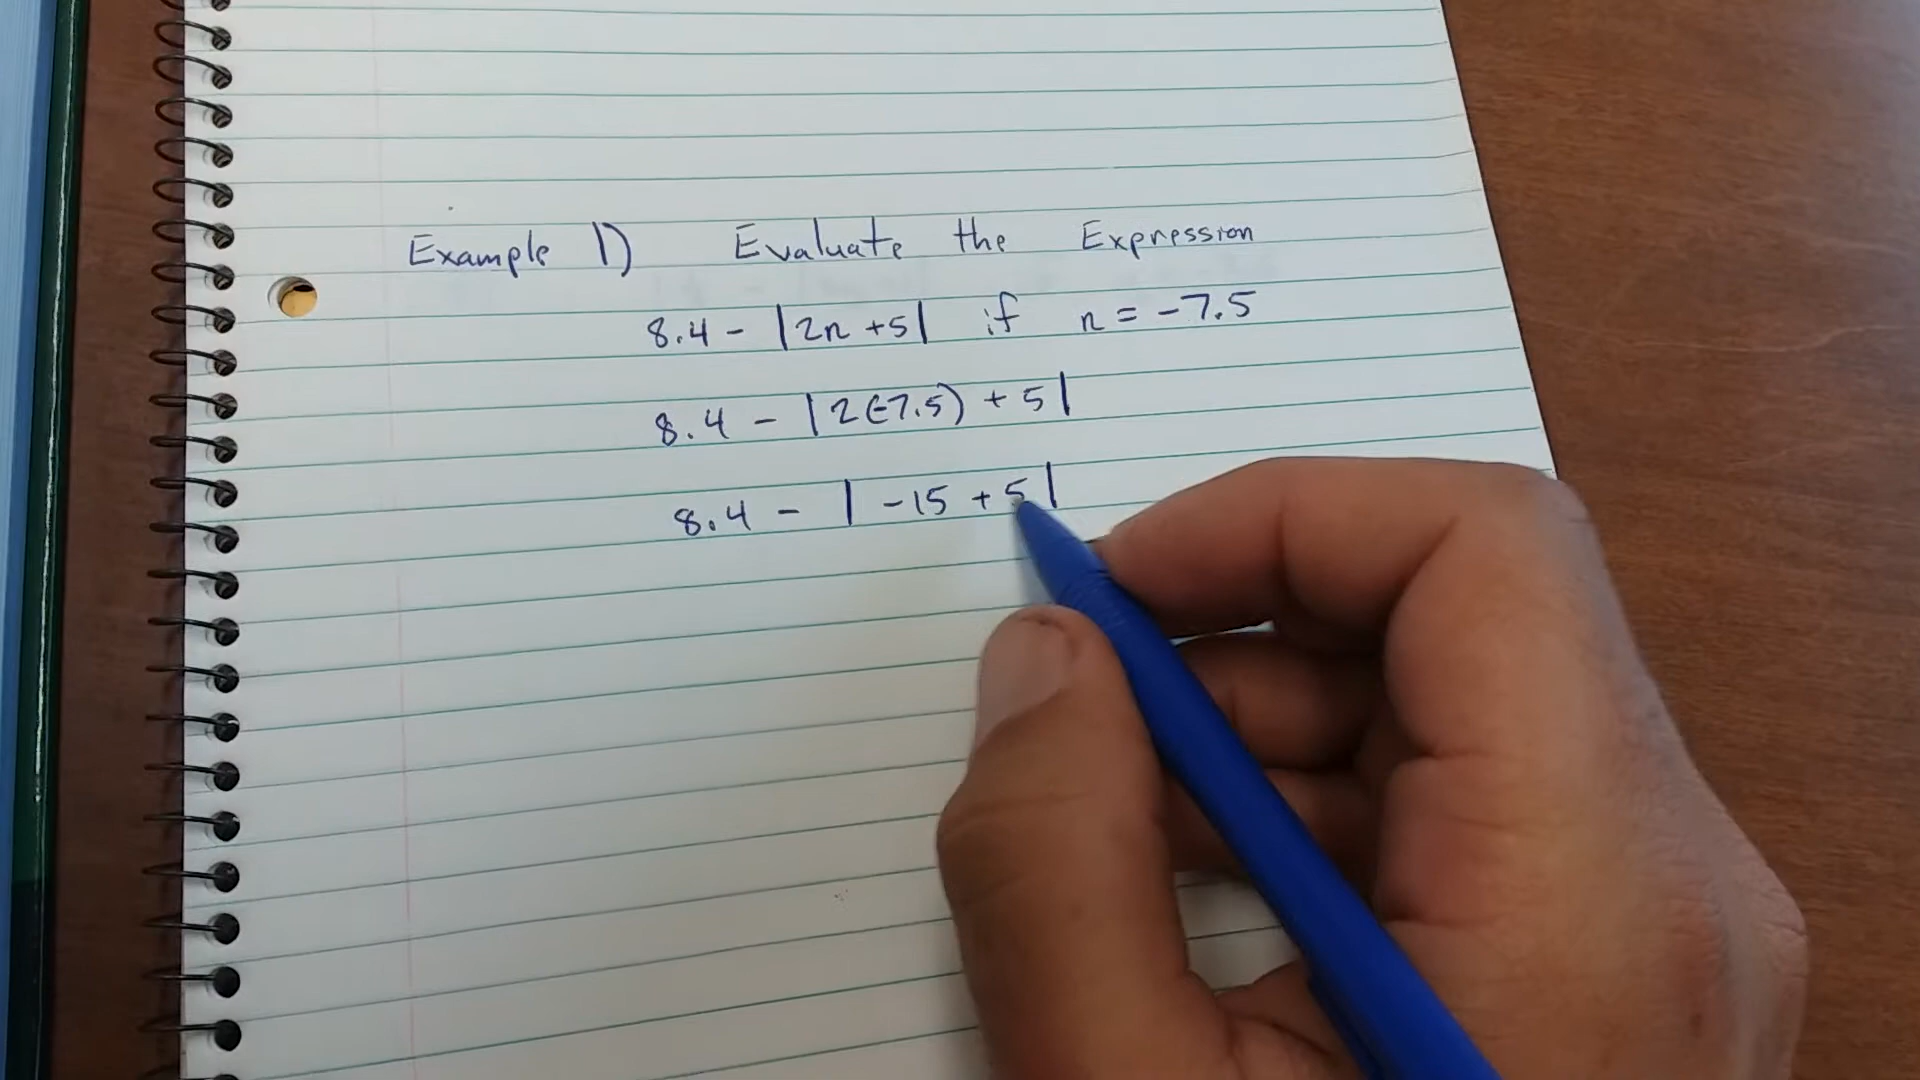 Example 1) Evaluate the Expression
8.4 - |2n +5| if n = -7.5
8.4 - |2(-7.5) + 5|
8.4 - | -15 + 5|